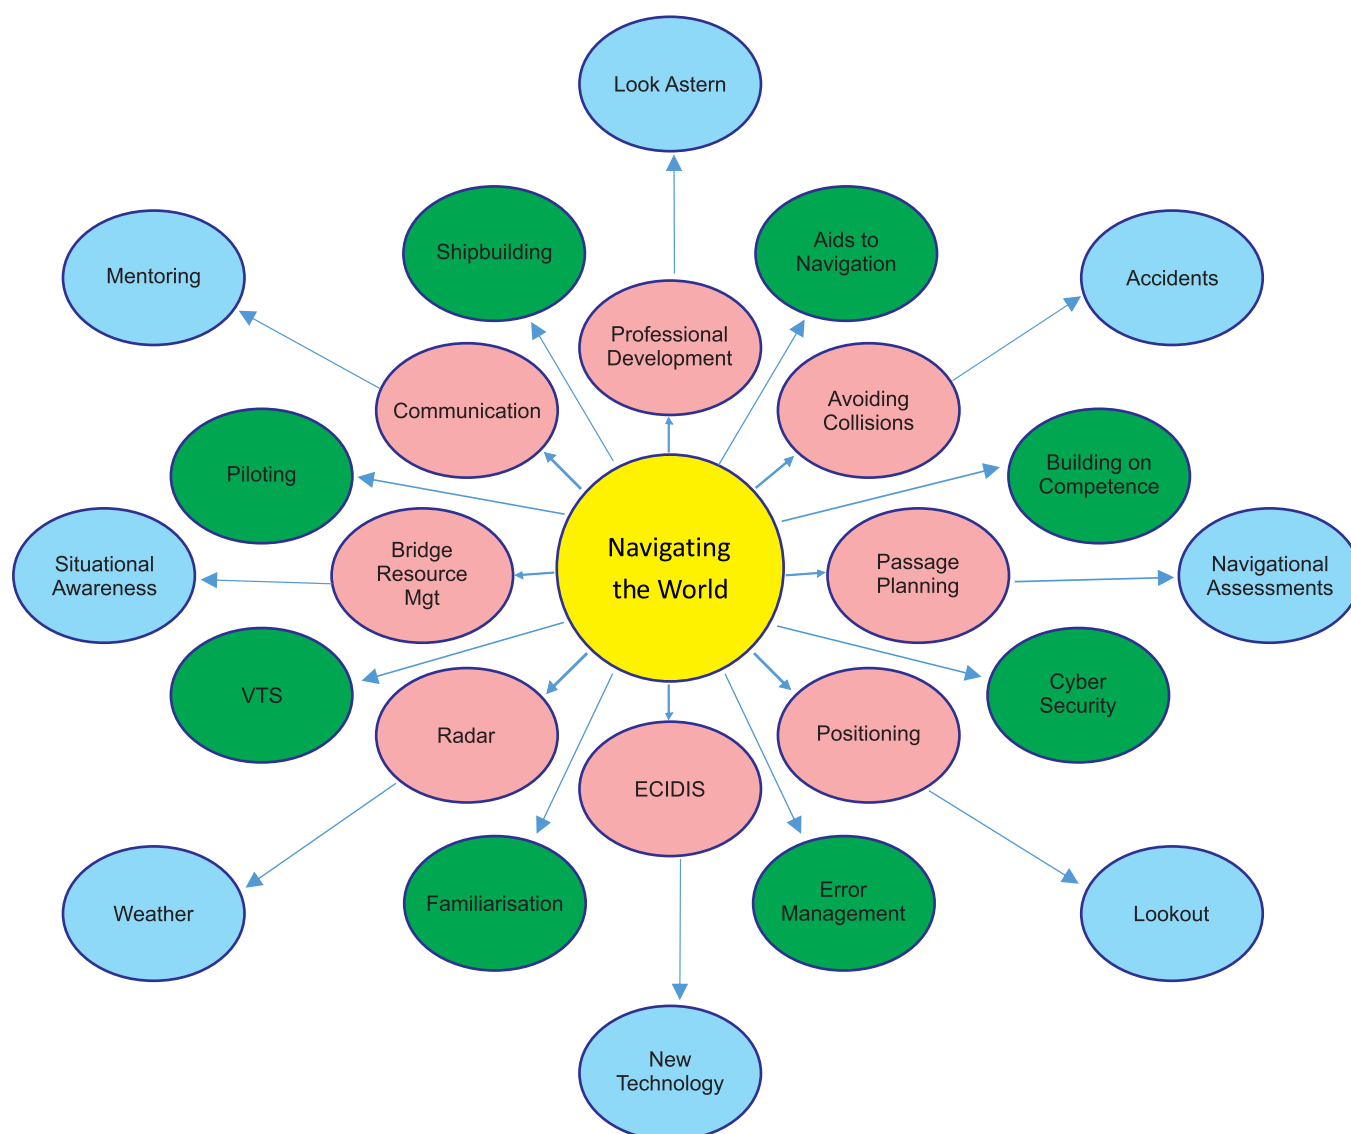 Look Astern
Shipbuilding
Aids to
Navigation
Mentoring
Accidents
Professional
Development
Communication
Avoiding
Collisions
Piloting
Building on
Competence
Navigating
the World
Situational
Awareness
Bridge
Resource
Mgt
Passage
Planning
Navigational
Assessments
VTS
Cyber
Security
Radar
Positioning
ECIDIS
Familiarisation
Error
Management
Weather
Lookout
New
Technology